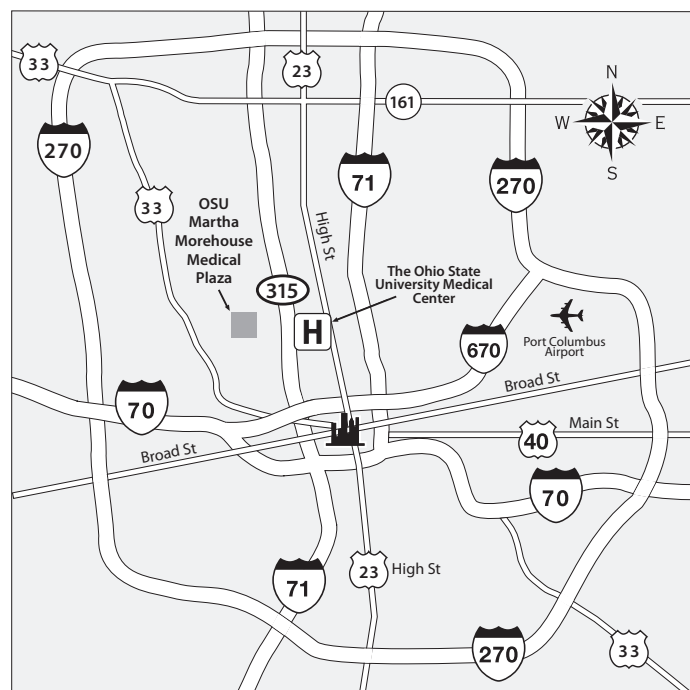 33
23
161
N
W
E
S
270
71
270
33
OSU
Martha
Morehouse
Medical
Plaza
High St
315
The Ohio State
University Medical
Center
H
670
Port Columbus
Airport
70
Broad St
Main St
40
Broad St
70
71
23
High St
270
33